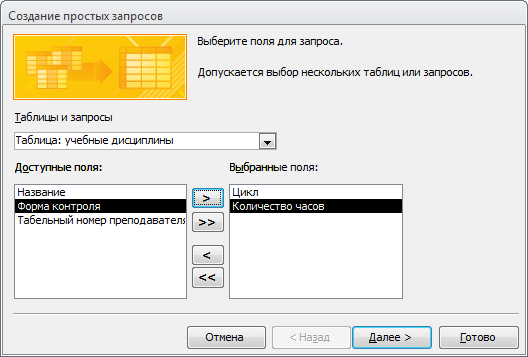 Создание простых запросов
Выберите поля для запроса.
Допускается выбор нескольких таблиц или запросов.
Таблицы и запросы
Таблица: учебные дисциплины
Доступные поля:
Выбранные поля:
Название
Форма контроля
Табельный номер преподавателя
>
>>
<
<<
Цикл
Количество часов
Отмена
< Назад
Далее >
Готово